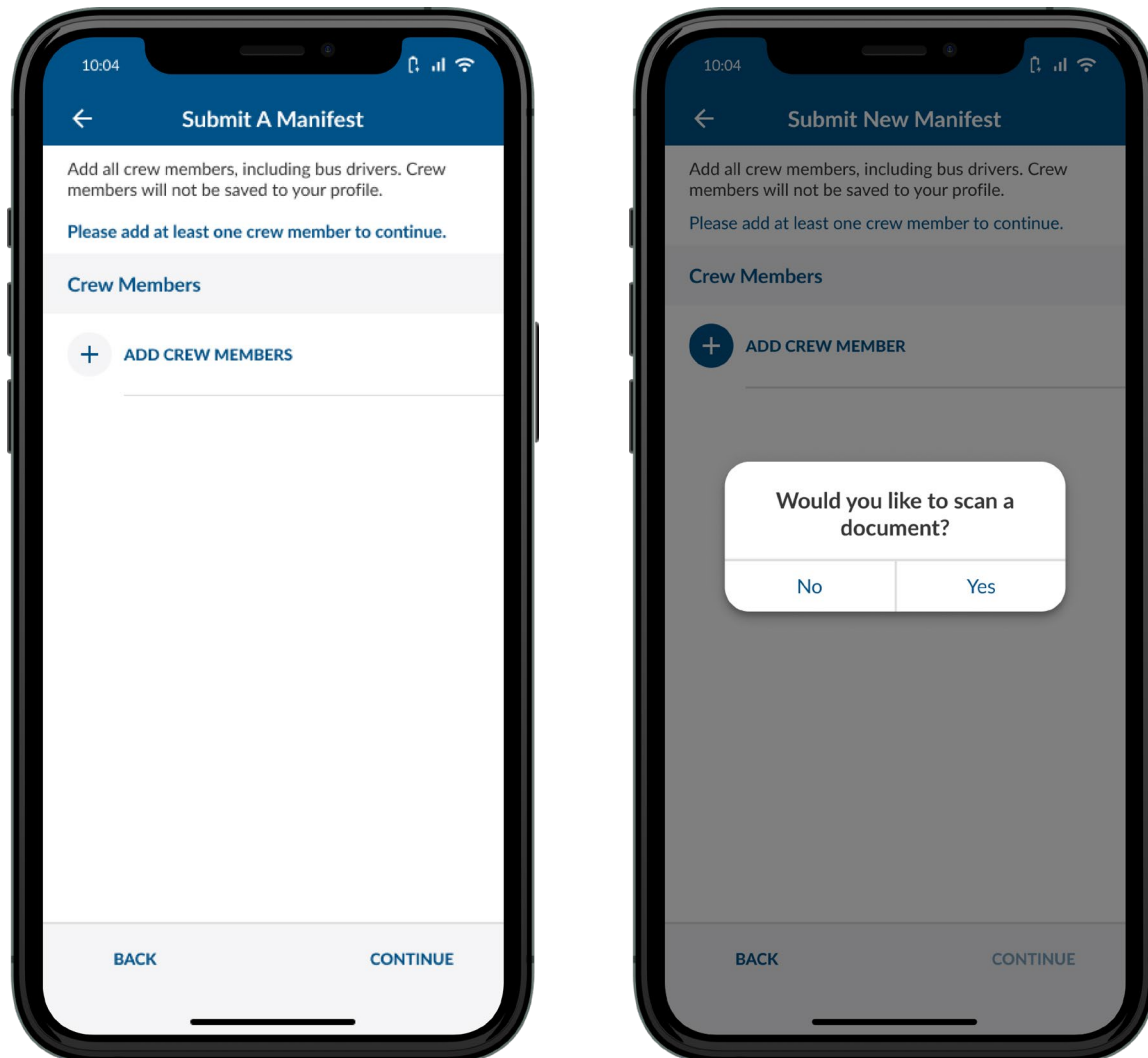 10:04
Submit A Manifest
Add all crew members, including bus drivers. Crew
members will not be saved to your profile.
Please add at least one crew member to continue.
Crew Members
+ ADD CREW MEMBERS
BACK CONTINUE
10:04
Submit New Manifest
Add all crew members, including bus drivers. Crew
members will not be saved to your profile.
Please add at least one crew member to continue.
Crew Members
+ ADD CREW MEMBER
Would you like to scan a
document?
No Yes
BACK CONTINUE